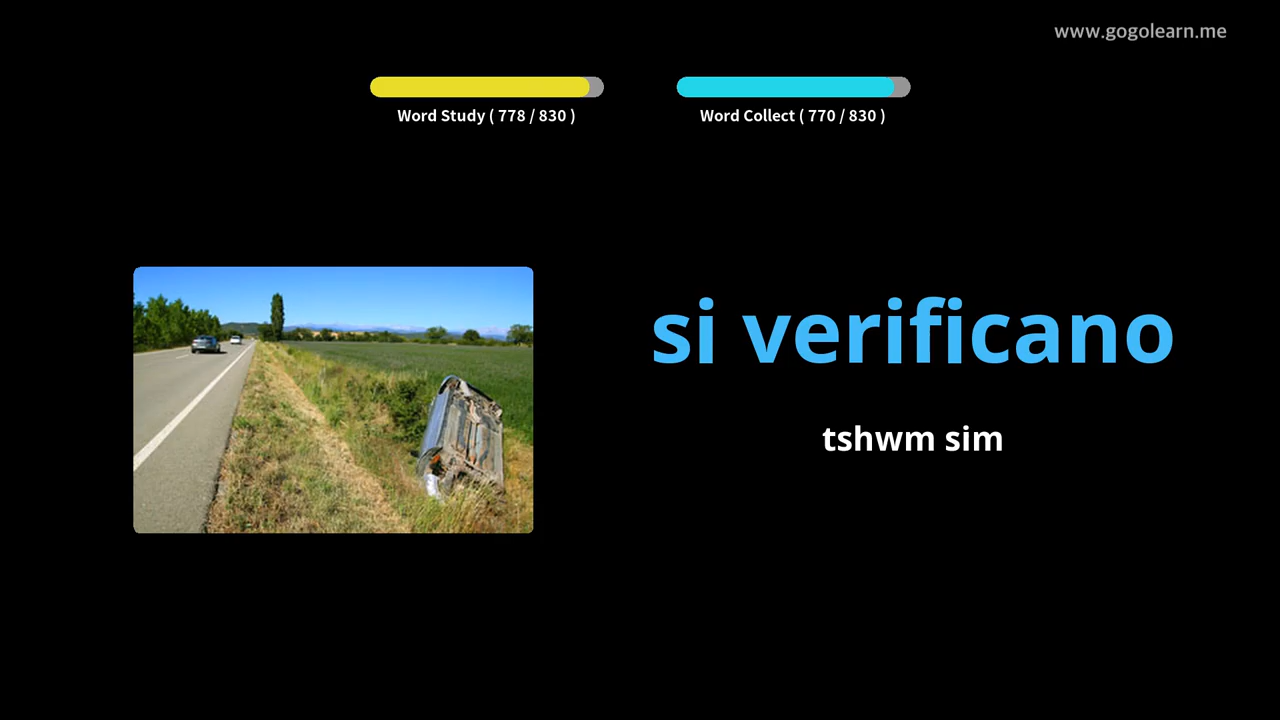 www.gogolearn.me
Word Study ( 778 / 830 )
Word Collect ( 770 / 830 )
si verificano
tshwm sim